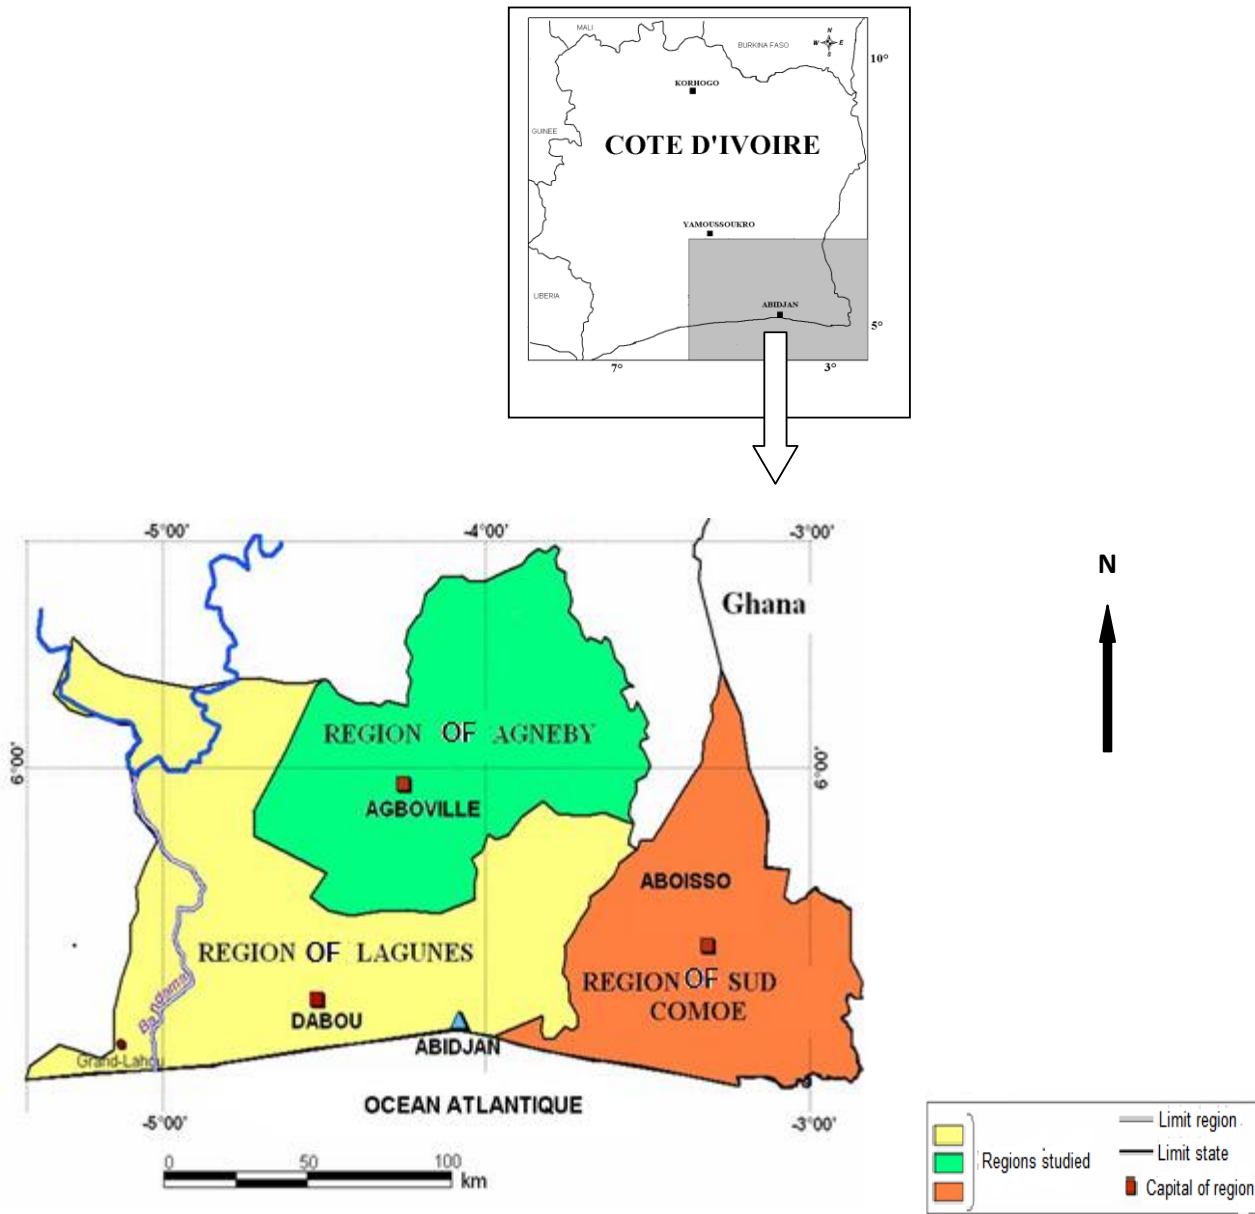 MALI
BURKINA FASO
N
W E
S
10°
KORHOGO
GUINEE
COTE D'IVOIRE
YAMOUSSOUKRO
LIBERIA
ABIDJAN
5°
7° 3°
-5°00' -4°00' -3°00'
N
Ghana
REGION OF AGNEBY
6°00' 6°00'
AGBOVILLE
ABOISSO
REGION OF LAGUNES
REGION OF SUD
COMOE
Bandama
DABOU
ABIDJAN
Grand-Lahou
OCEAN ATLANTIQUE
-5°00' -3°00'
0 50 100
km
Regions studied
Limit region
Limit state
Capital of region